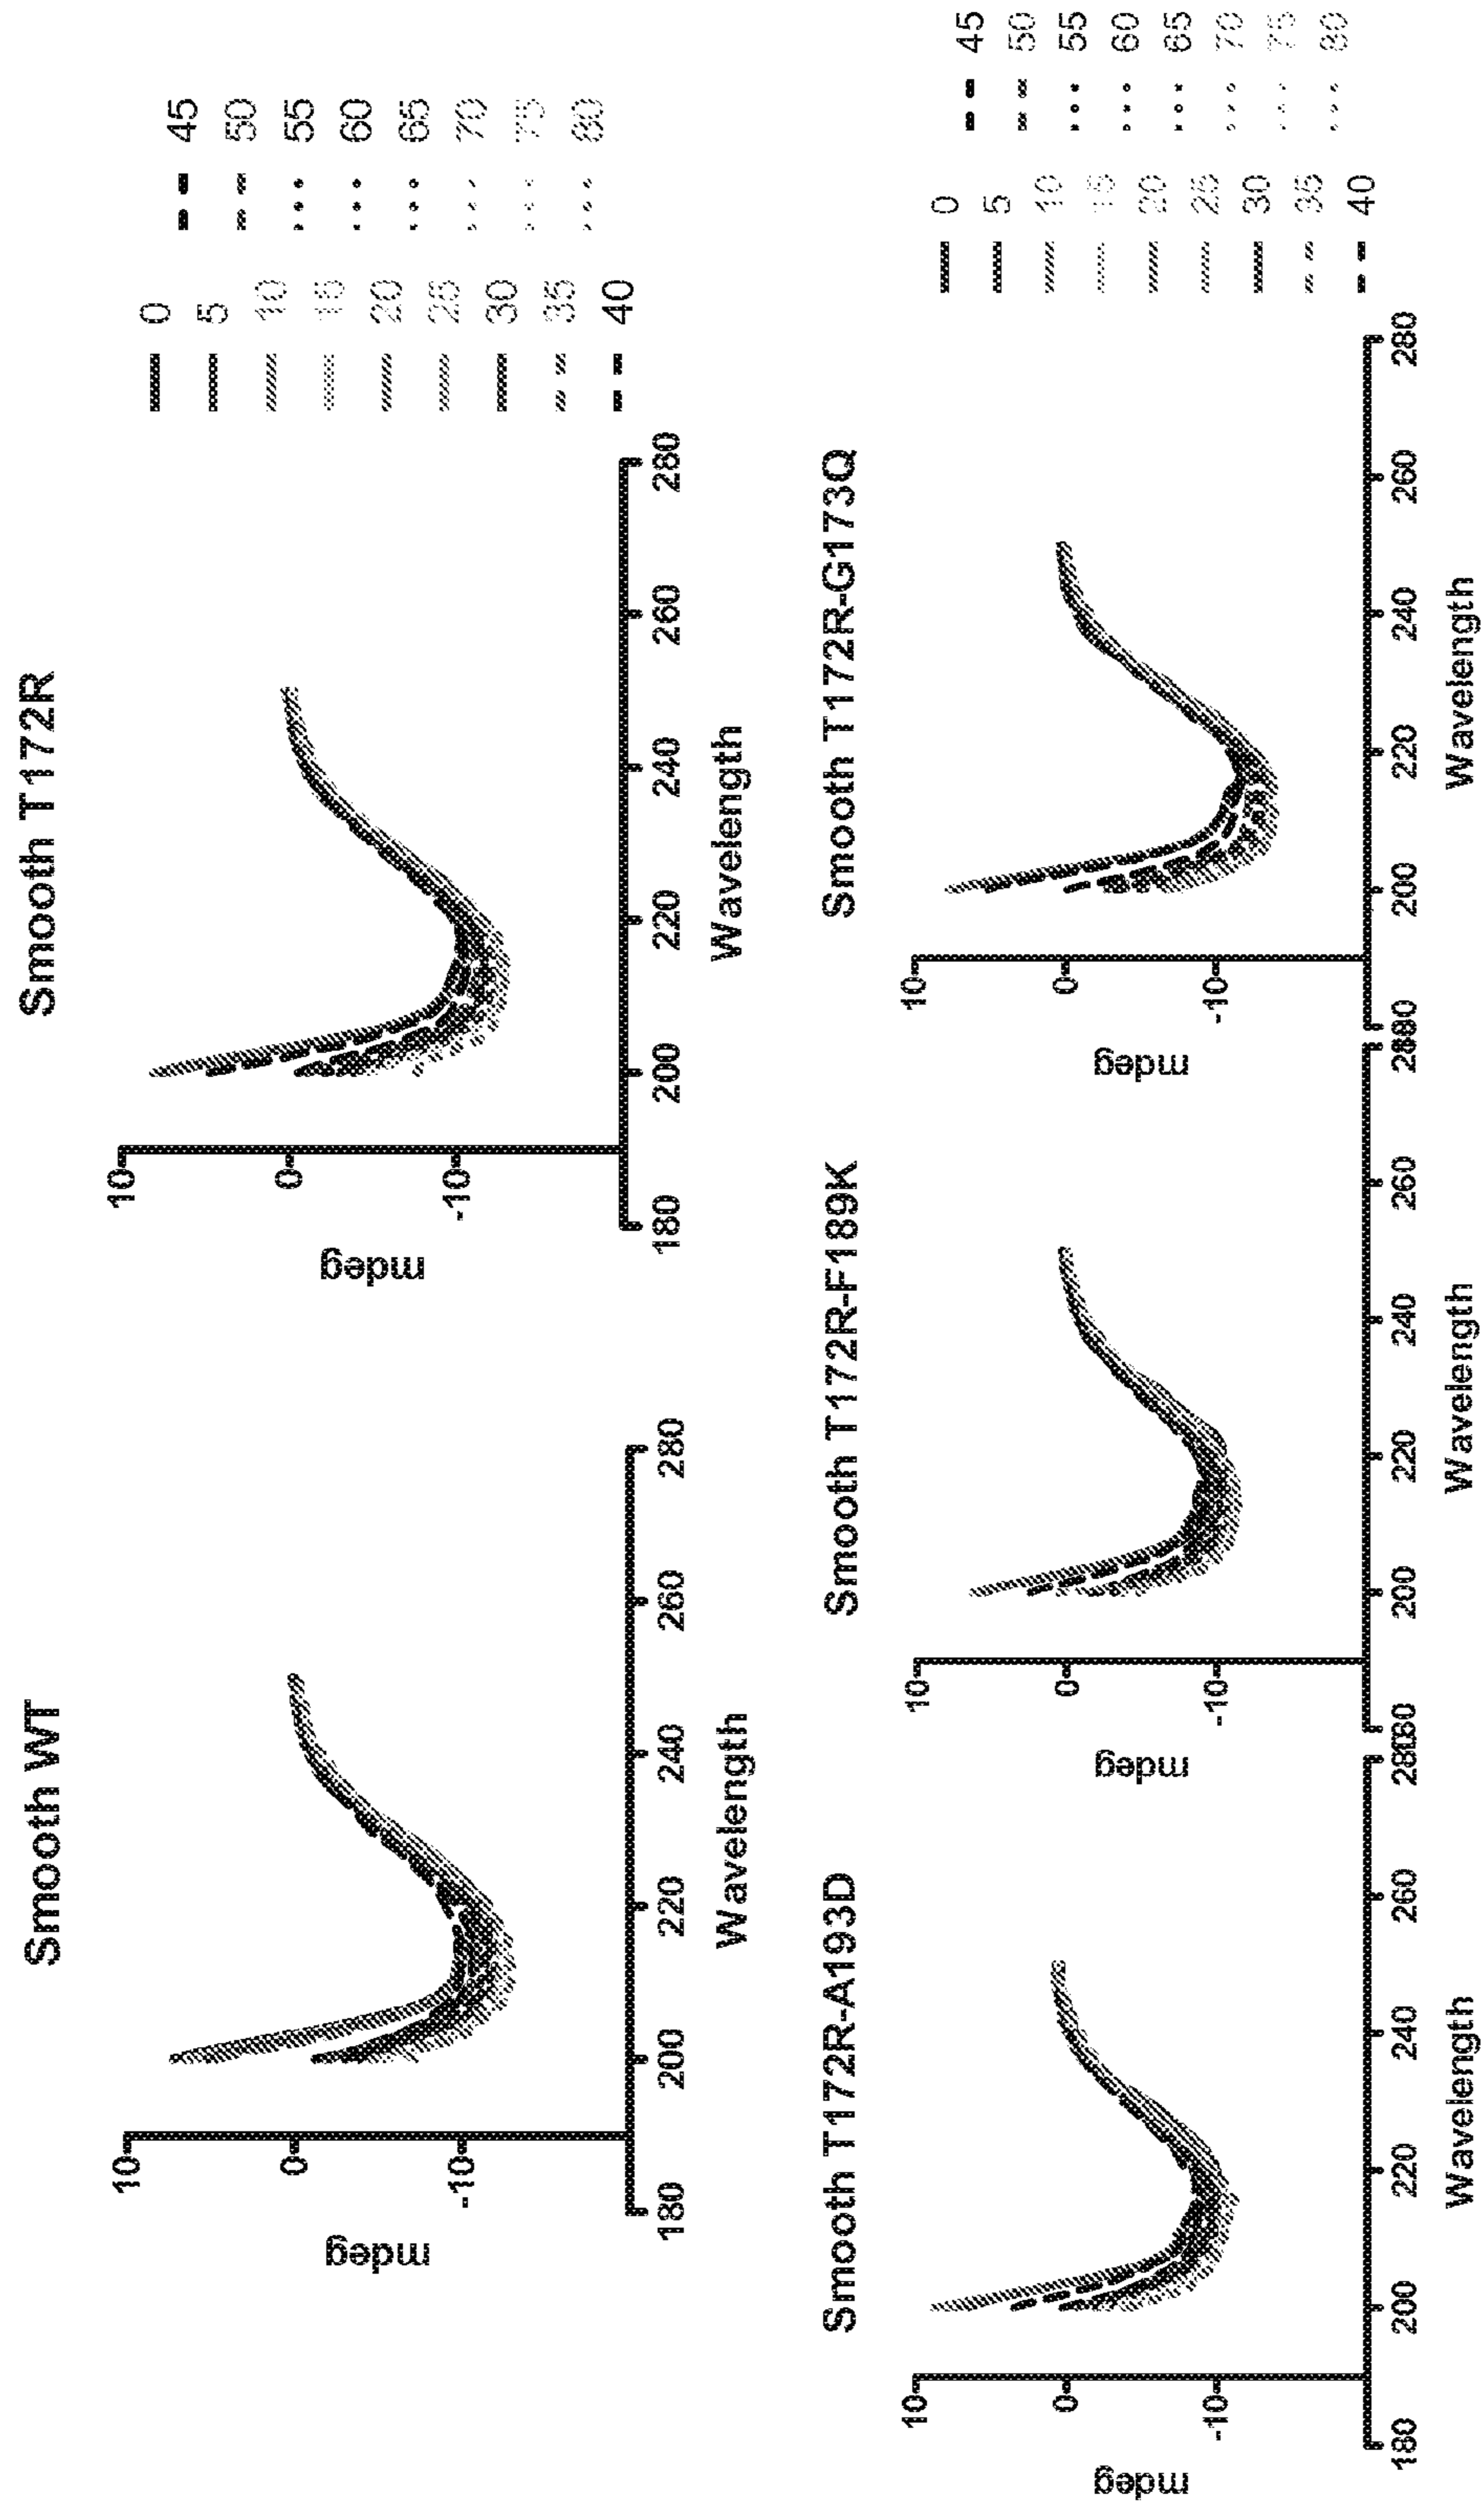 Smooth WT
10
0
-10
mdeg
180 200 220 240 260 280
Wavelength
Smooth T172R
10
0
-10
mdeg
180 200 220 240 260 280
Wavelength
0 45
5 50
10 55
15 60
20 65
25 70
30 75
35 80
40
Smooth T172R-A193D
10
0
-10
mdeg
180 200 220 240 260 280
Wavelength
Smooth T172R-F189K
10
0
-10
mdeg
180 200 220 240 260 280
Wavelength
Smooth T172R-G173Q
10
0
-10
mdeg
180 200 220 240 260 280
Wavelength
0 45
5 50
10 55
15 60
20 65
25 70
30 75
35 80
40